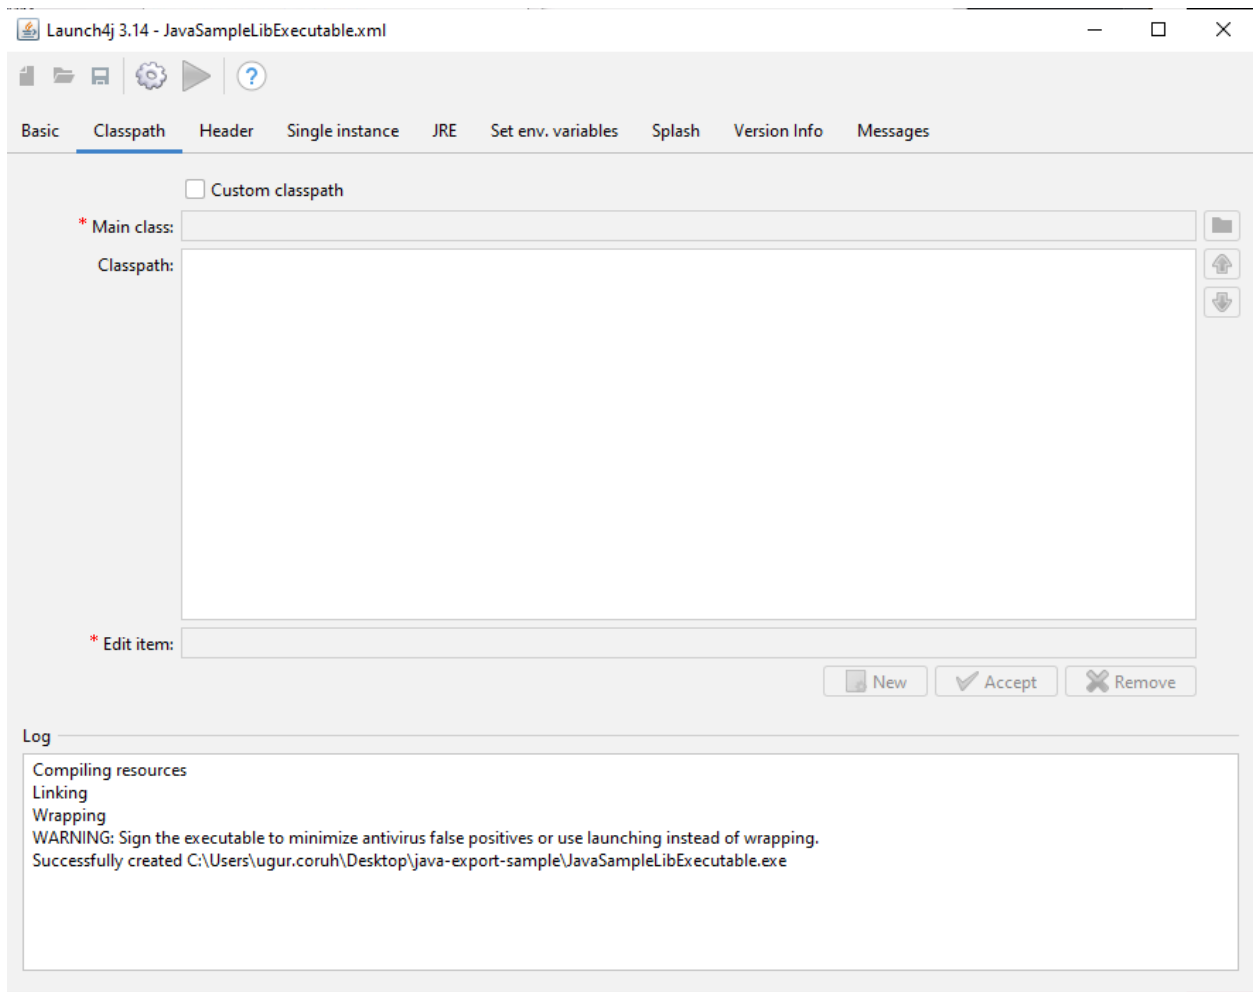 Launch4j 3.14 - JavaSampleLibExecutable.xml
Basic Classpath Header Single instance JRE Set env. variables Splash Version Info Messages
Custom classpath
* Main class:
Classpath:
* Edit item:
New Accept Remove
Log
Compiling resources
Linking
Wrapping
WARNING: Sign the executable to minimize antivirus false positives or use launching instead of wrapping.
Successfully created C:\Users\ugur.coruh\Desktop\java-export-sample\JavaSampleLibExecutable.exe